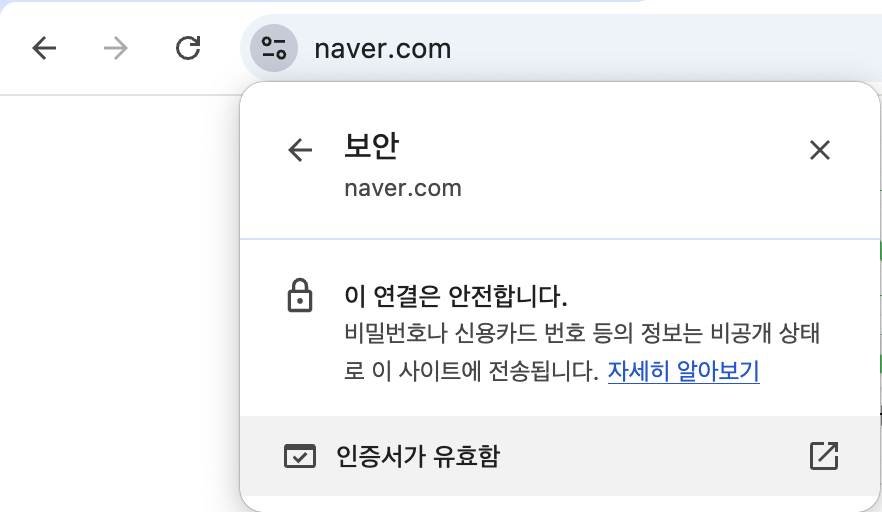 naver.com
보안
naver.com
이 연결은 안전합니다.
비밀번호나 신용카드 번호 등의 정보는 비공개 상태
로 이 사이트에 전송됩니다. 자세히 알아보기
인증서가 유효함